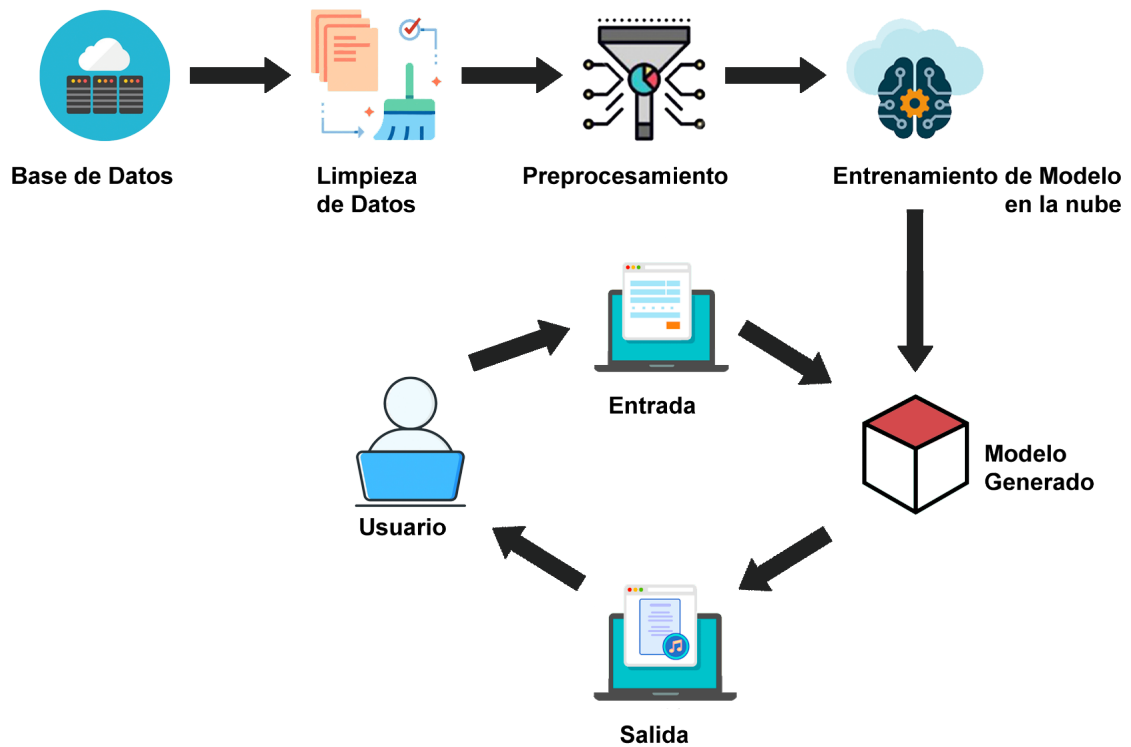 Base de Datos
Limpieza
de Datos
Preprocesamiento
Entrenamiento de Modelo
en la nube
Entrada
Modelo
Generado
Usuario
Salida